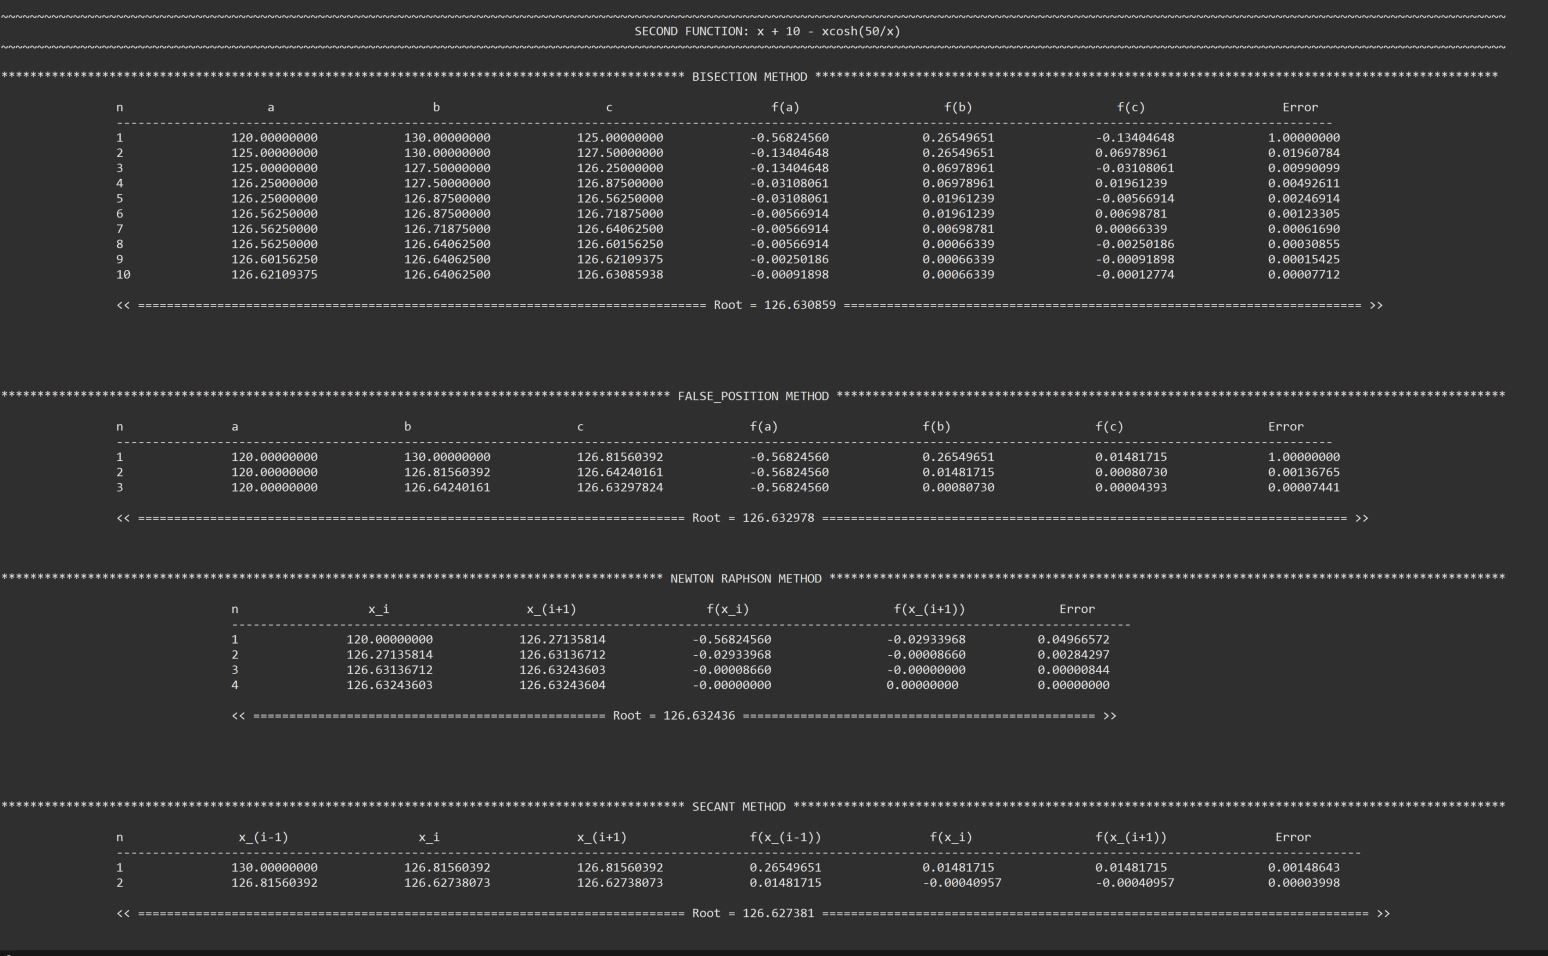 ~~~~~~~~~~~~~~~~~~~~~~~~~~~~~~~~~~~~~~~~
SECOND FUNCTION: x + 10 - xcosh(50/x)
~~~~~~~~~~~~~~~~~~~~~~~~~~~~~~~~~~~~~~~~
******************** BISECTION METHOD ********************
n a b c f(a) f(b) f(c) Error
----------------------------------------
1 120.00000000 130.00000000 125.00000000 -0.56824560 0.26549651 -0.13404648 1.00000000
2 125.00000000 130.00000000 127.50000000 -0.13404648 0.26549651 0.06978961 0.01960784
3 125.00000000 127.50000000 126.25000000 -0.13404648 0.06978961 -0.03108061 0.00990099
4 126.25000000 127.50000000 126.87500000 -0.03108061 0.06978961 0.01961239 0.00492611
5 126.25000000 126.87500000 126.56250000 -0.03108061 0.01961239 -0.00566914 0.00246914
6 126.56250000 126.87500000 126.71875000 -0.00566914 0.01961239 0.00698781 0.00123305
7 126.56250000 126.71875000 126.64062500 -0.00566914 0.00698781 0.00066339 0.00061690
8 126.56250000 126.64062500 126.60156250 -0.00566914 0.00066339 -0.00250186 0.00030855
9 126.60156250 126.64062500 126.62109375 -0.00250186 0.00066339 -0.00091898 0.00015425
10 126.62109375 126.64062500 126.63085938 -0.00091898 0.00066339 -0.00012774 0.00007712
<< ==================== Root = 126.630859 ==================== >>
******************** FALSE_POSITION METHOD ********************
n a b c f(a) f(b) f(c) Error
----------------------------------------
1 120.00000000 130.00000000 126.81560392 -0.56824560 0.26549651 0.01481715 1.00000000
2 120.00000000 126.81560392 126.64240161 -0.56824560 0.01481715 0.00080730 0.00136765
3 120.00000000 126.64240161 126.63297824 -0.56824560 0.00080730 0.00004393 0.00007441
<< ==================== Root = 126.632978 ==================== >>
******************** NEWTON RAPHSON METHOD ********************
n x_i x_(i+1) f(x_i) f(x_(i+1)) Error
----------------------------------------
1 120.00000000 126.27135814 -0.56824560 -0.02933968 0.04966572
2 126.27135814 126.63136712 -0.02933968 -0.00008660 0.00284297
3 126.63136712 126.63243603 -0.00008660 -0.00000000 0.00000844
4 126.63243603 126.63243604 -0.00000000 0.00000000 0.00000000
<< ==================== Root = 126.632436 ==================== >>
******************** SECANT METHOD ********************
n x_(i-1) x_i x_(i+1) f(x_(i-1)) f(x_i) f(x_(i+1)) Error
----------------------------------------
1 130.00000000 126.81560392 126.81560392 0.26549651 0.01481715 0.01481715 0.00148643
2 126.81560392 126.62738073 126.62738073 0.01481715 -0.00040957 -0.00040957 0.00003998
<< ==================== Root = 126.627381 ==================== >>